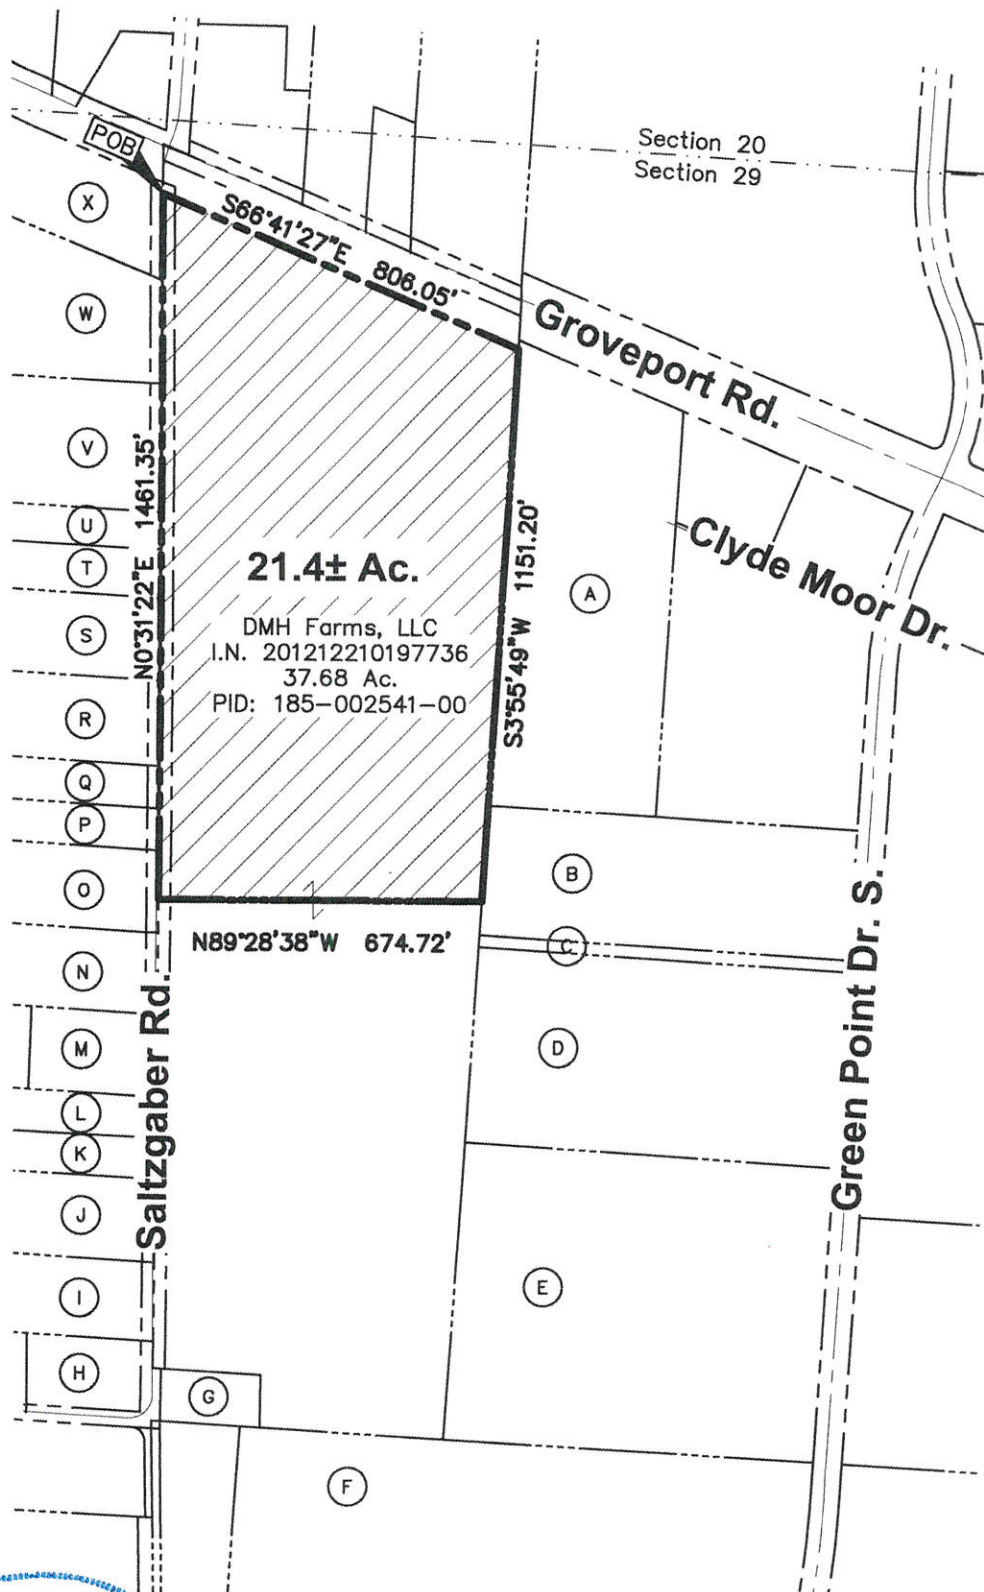 Section 20
Section 29
POB
S66°41'27"E 806.05'
Groveport Rd.
Clyde Moor Dr.
N0°31'22"E 1461.35'
21.4± Ac.
DMH Farms, LLC
I.N. 201212210197736
37.68 Ac.
PID: 185-002541-00
S3°55'49"W 1151.20'
N89°28'38"W 674.72'
Saltzgaber Rd.
Green Point Dr. S.
X
W
V
U
T
S
R
Q
P
O
N
M
L
K
J
I
H
G
F
E
D
C
B
A